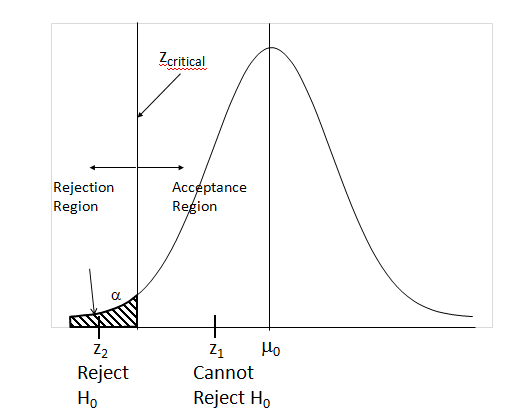 Zcritical
Rejection
Region
Acceptance
Region
α
z2
z1
μ0
Reject
H0
Cannot
Reject H0